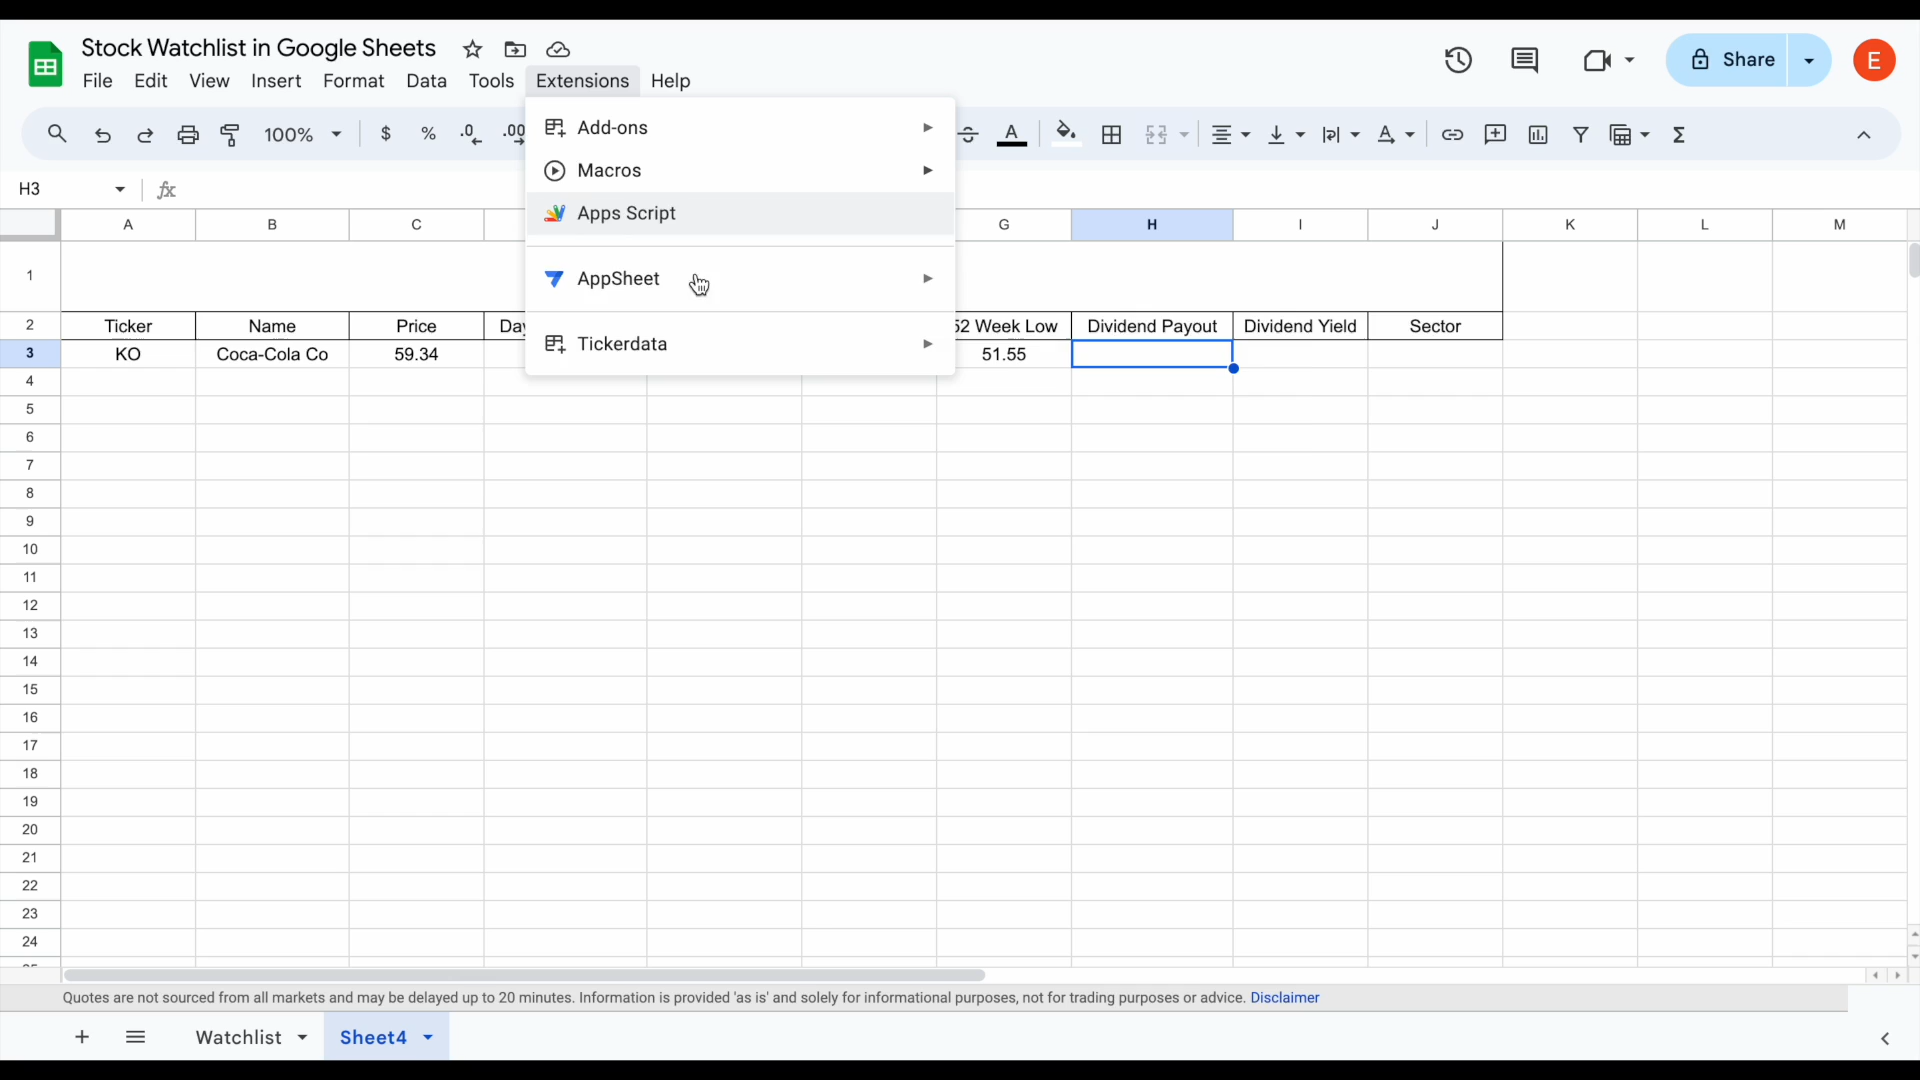 Stock Watchlist in Google Sheets
File Edit View Insert Format Data Tools Extensions Help
Share
E
100% $ % .0 .00 A A Σ
H3 fx
Add-ons
Macros
Apps Script
AppSheet
Tickerdata
A B C G H I J K L M
1
2 Ticker Name Price Day 52 Week Low Dividend Payout Dividend Yield Sector
3 KO Coca-Cola Co 59.34 51.55
4
5
6
7
8
9
10
11
12
13
14
15
16
17
18
19
20
21
22
23
24
Quotes are not sourced from all markets and may be delayed up to 20 minutes. Information is provided 'as is' and solely for informational purposes, not for trading purposes or advice. Disclaimer
Watchlist Sheet4